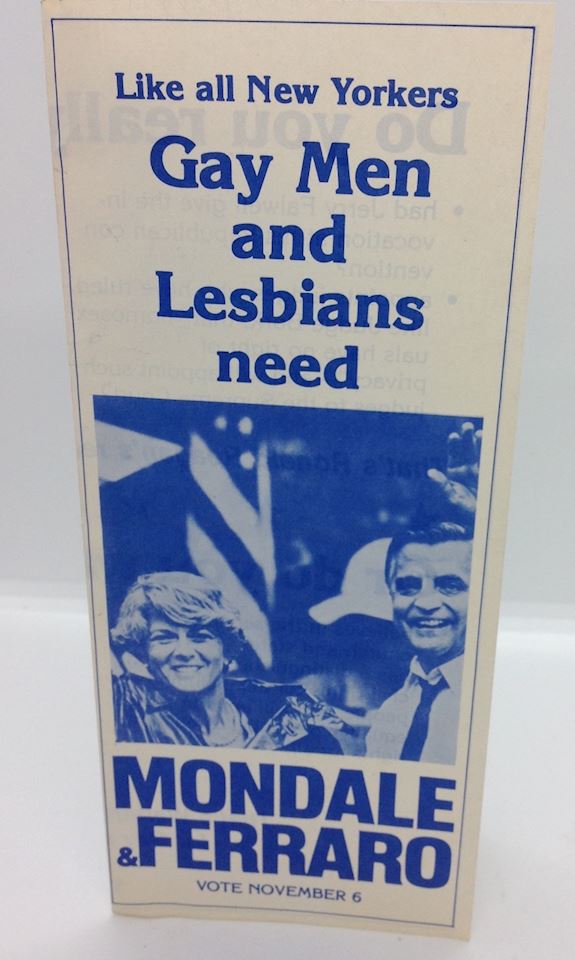 Like all New Yorkers
Gay Men
and
Lesbians
need
MONDALE
& FERRARO
VOTE NOVEMBER 6